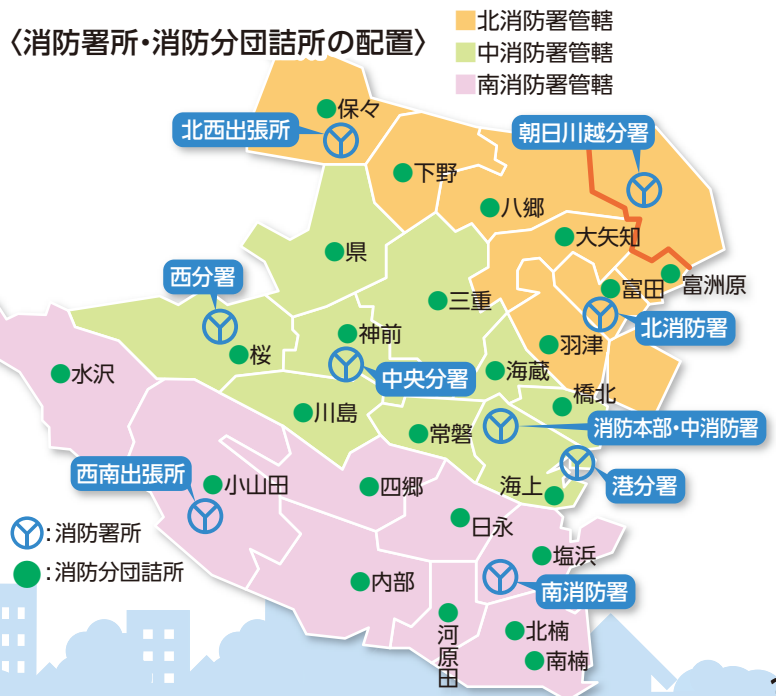 〈消防署所・消防分団詰所の配置〉
北消防署管轄
中消防署管轄
南消防署管轄
保々
北西出張所
朝日川越分署
下野
八郷
大矢知
県
富洲原
西分署
富田
三重
北消防署
神前
羽津
桜
水沢
中央分署
海蔵
橋北
川島
消防本部・中消防署
常磐
西南出張所
小山田
四郷
海上
港分署
日永
:消防署所
塩浜
:消防分団詰所
内部
南消防署
河原田
北楠
南楠